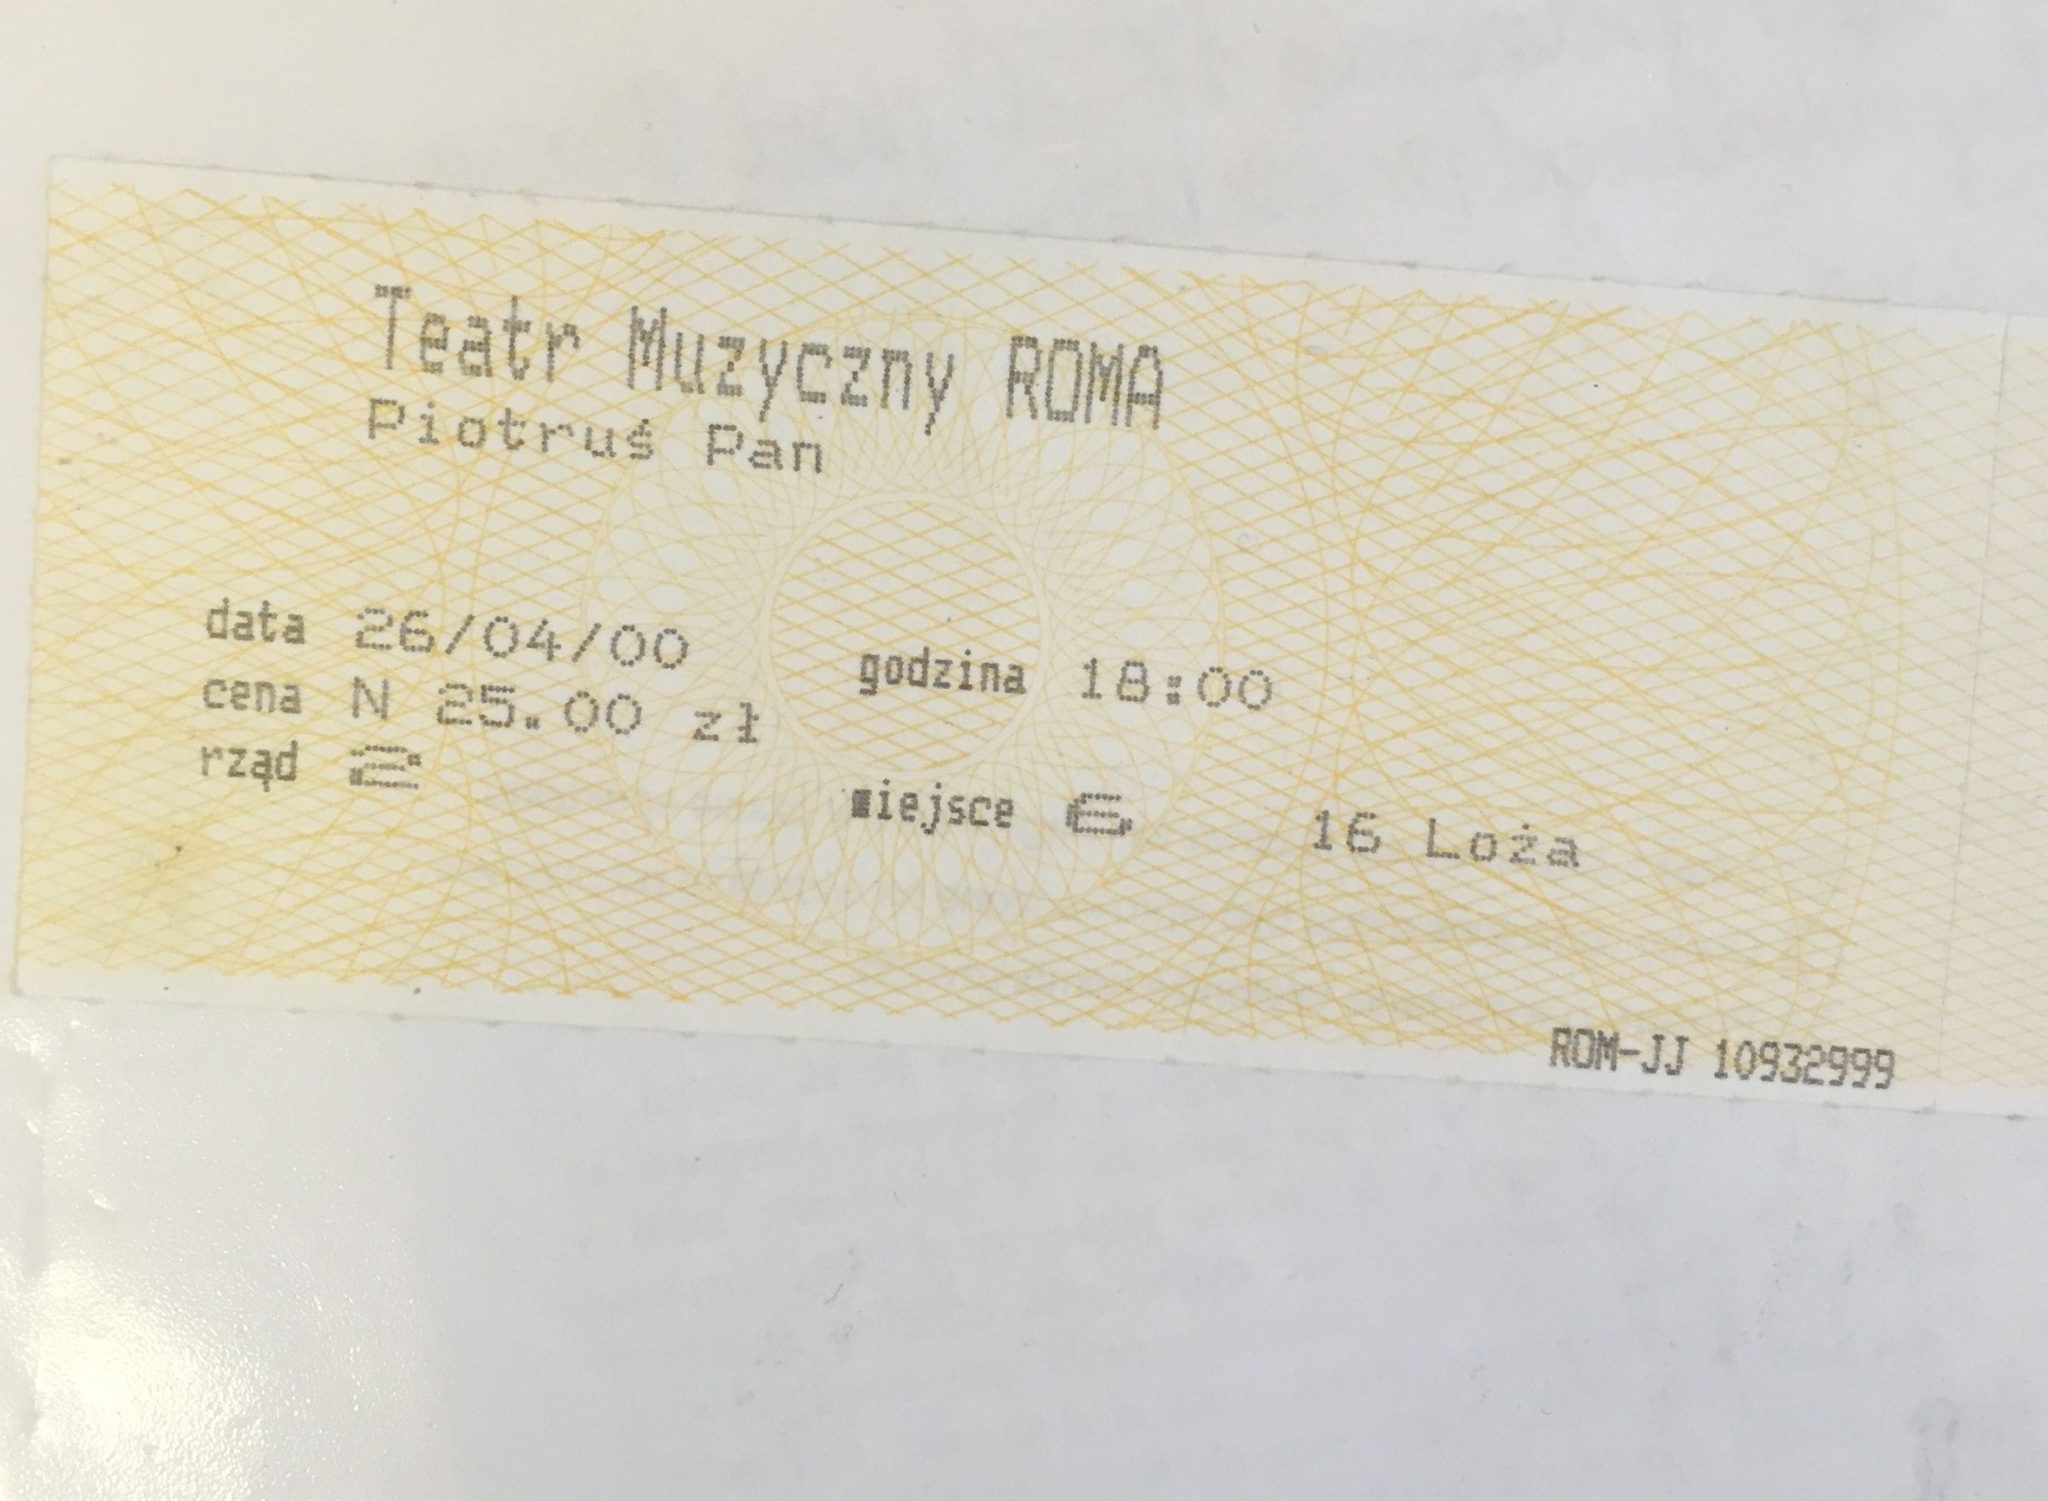 Teatr Muzyczny ROMA
Piotruś Pan
data 26/04/00 godzina 18:00
cena N 25.00 zł
rząd 2 miejsce 6 16 Loża
ROM-JJ 10932999